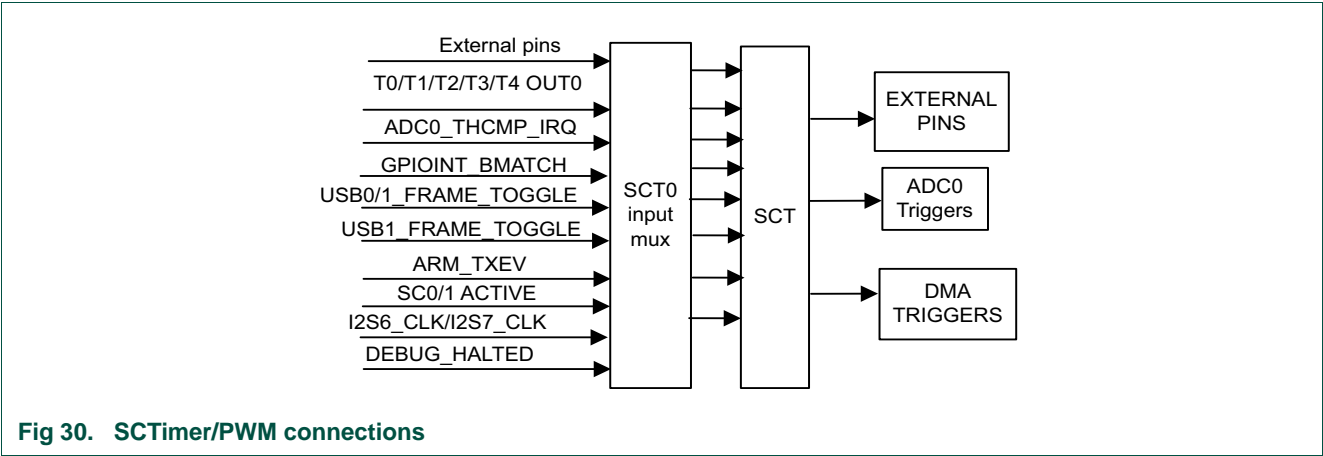 External pins
T0/T1/T2/T3/T4 OUT0
ADC0_THCMP_IRQ
GPIOINT_BMATCH
USB0/1_FRAME_TOGGLE
USB1_FRAME_TOGGLE
ARM_TXEV
SC0/1 ACTIVE
I2S6_CLK/I2S7_CLK
DEBUG_HALTED
SCT0
input
mux
SCT
EXTERNAL
PINS
ADC0
Triggers
DMA
TRIGGERS
Fig 30. SCTimer/PWM connections